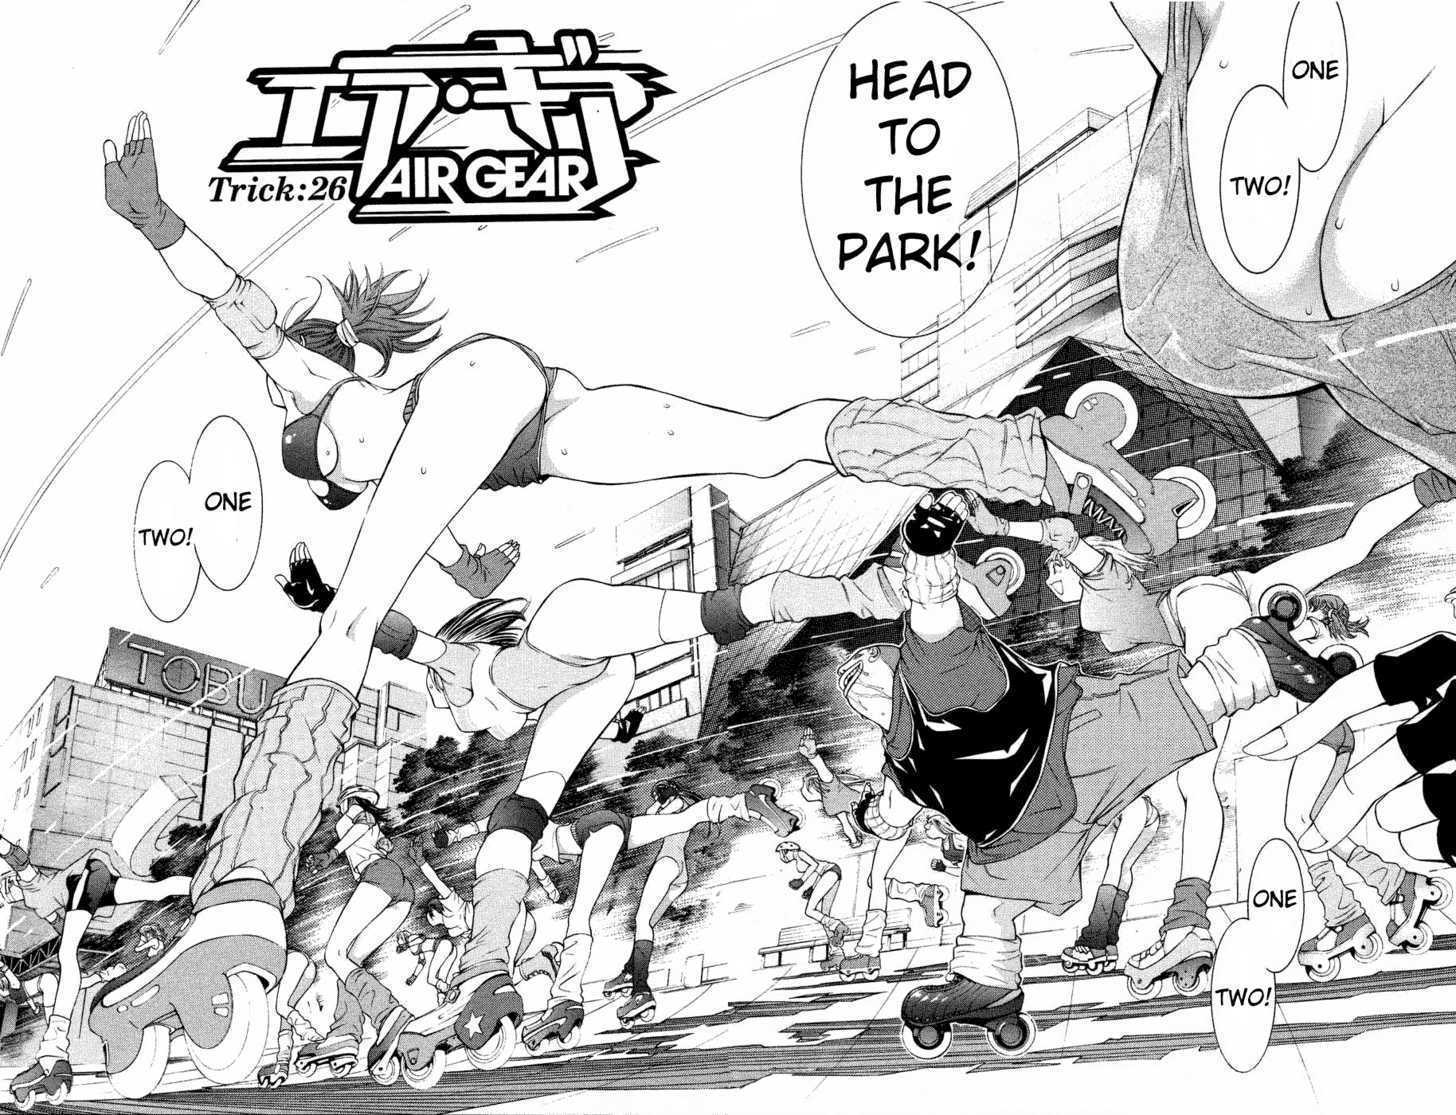 エア・ギア
AIR GEAR
Trick:26
HEAD
TO
THE
PARK!
ONE
TWO!
ONE
TWO!
TOBU
ONE
TWO!